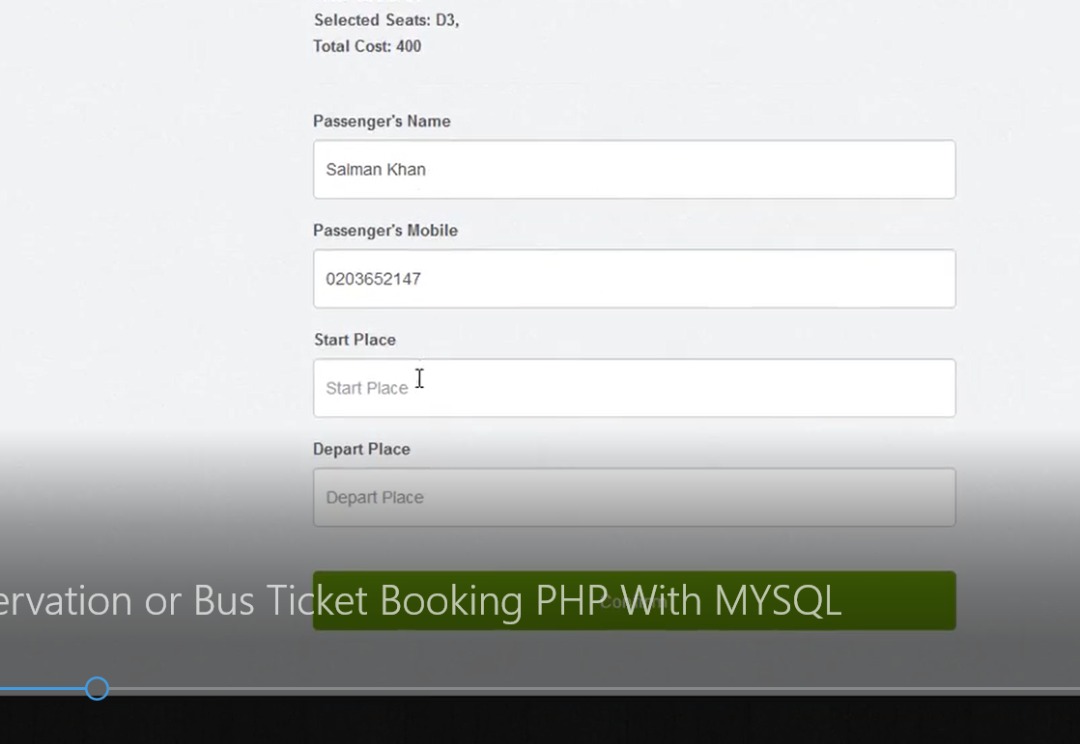 Selected Seats: D3,
Total Cost: 400
Passenger's Name
Salman Khan
Passenger's Mobile
0203652147
Start Place
Start Place
Depart Place
Depart Place
ervation or Bus Ticket Booking PHP With MYSQL
Confirm